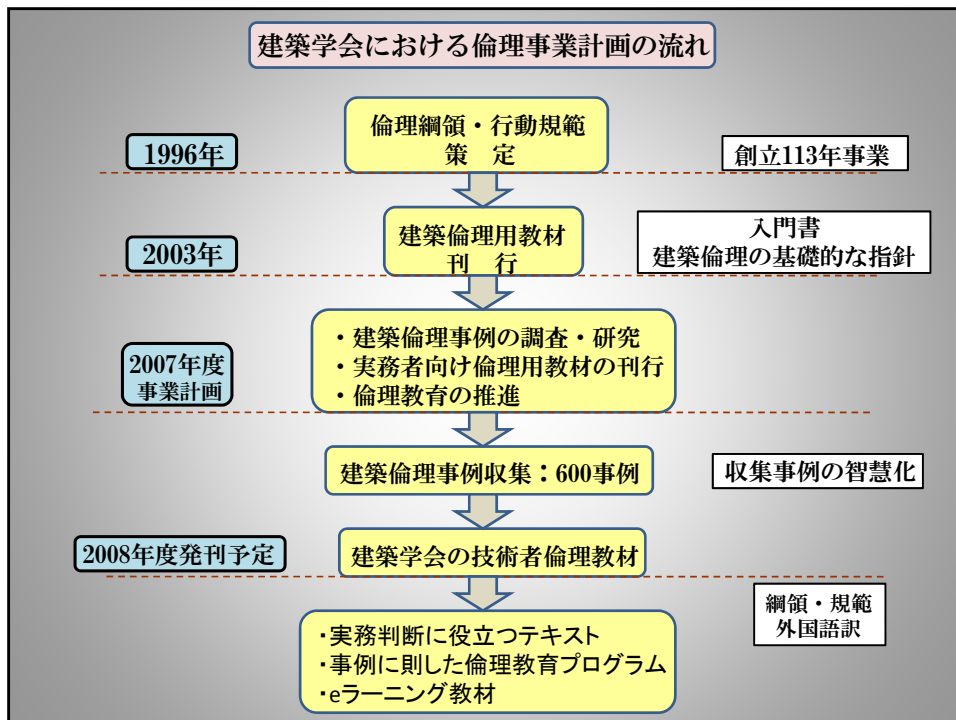 建築学会における倫理事業計画の流れ
倫理綱領・行動規範
策　定
1996年
創立113年事業
建築倫理用教材
刊　行
2003年
入門書
建築倫理の基礎的な指針
・建築倫理事例の調査・研究
・実務者向け倫理用教材の刊行
・倫理教育の推進
2007年度
事業計画
建築倫理事例収集：600事例
収集事例の智慧化
2008年度発刊予定
建築学会の技術者倫理教材
綱領・規範
外国語訳
・実務判断に役立つテキスト
・事例に則した倫理教育プログラム
・eラーニング教材